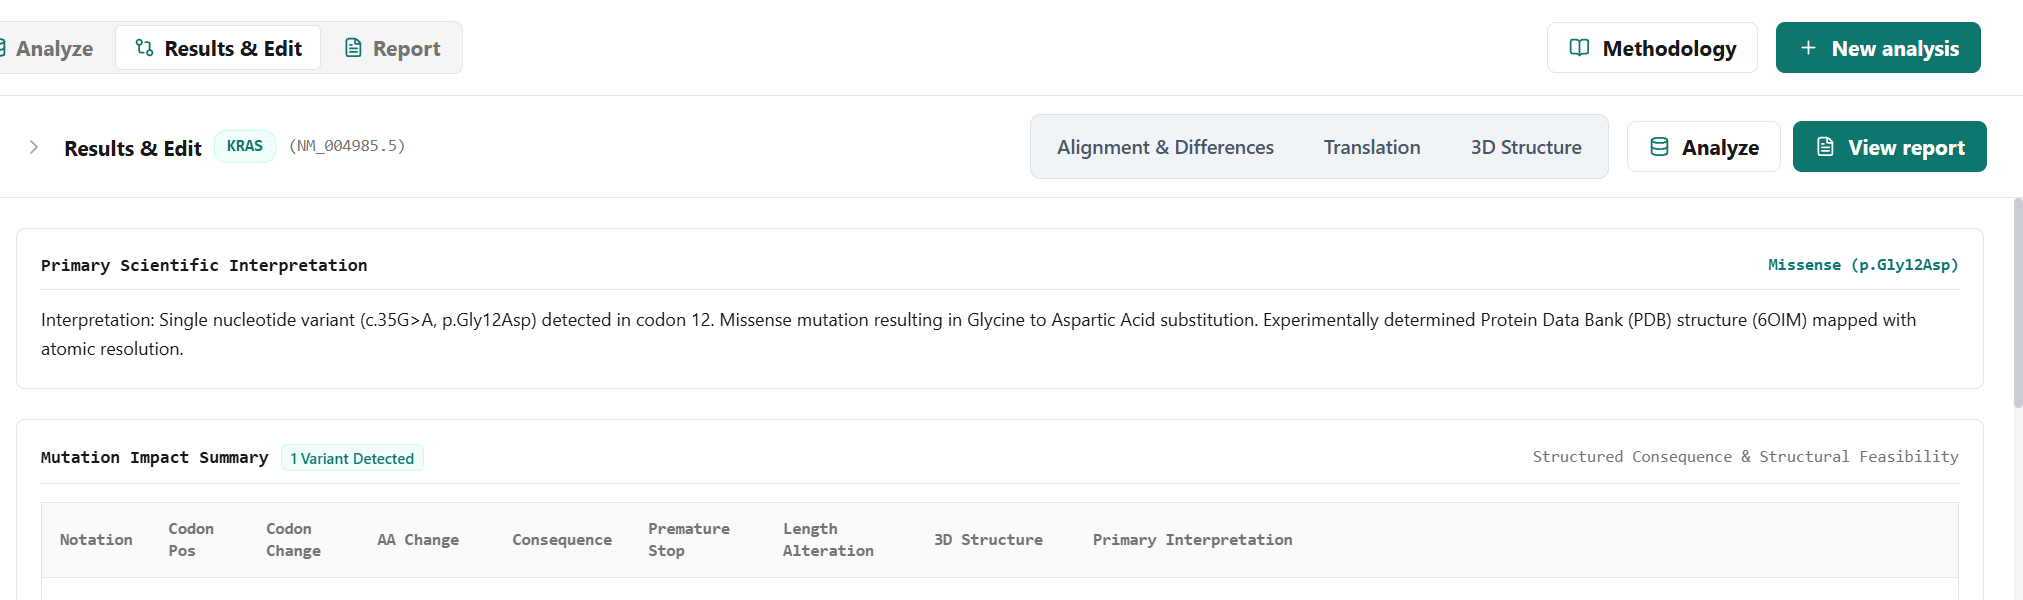 Analyze Results & Edit Report Methodology + New analysis
Results & Edit KRAS (NM_004985.5) Alignment & Differences Translation 3D Structure Analyze View report
Primary Scientific Interpretation Missense (p.Gly12Asp)
Interpretation: Single nucleotide variant (c.35G>A, p.Gly12Asp) detected in codon 12. Missense mutation resulting in Glycine to Aspartic Acid substitution. Experimentally determined Protein Data Bank (PDB) structure (6OIM) mapped with
atomic resolution.
Mutation Impact Summary 1 Variant Detected Structured Consequence & Structural Feasibility
Notation Codon Pos Codon Change AA Change Consequence Premature Stop Length Alteration 3D Structure Primary Interpretation